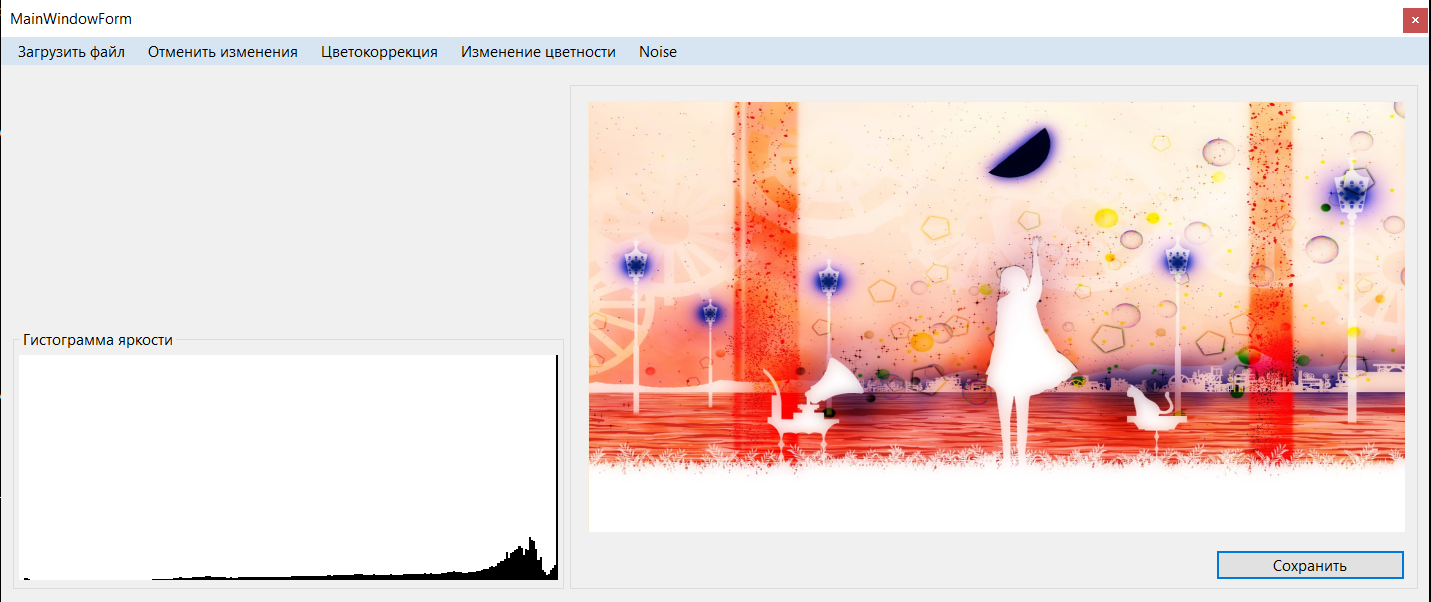 MainWindowForm
Загрузить файл Отменить изменения Цветокоррекция Изменение цветности Noise
Гистограмма яркости
Сохранить